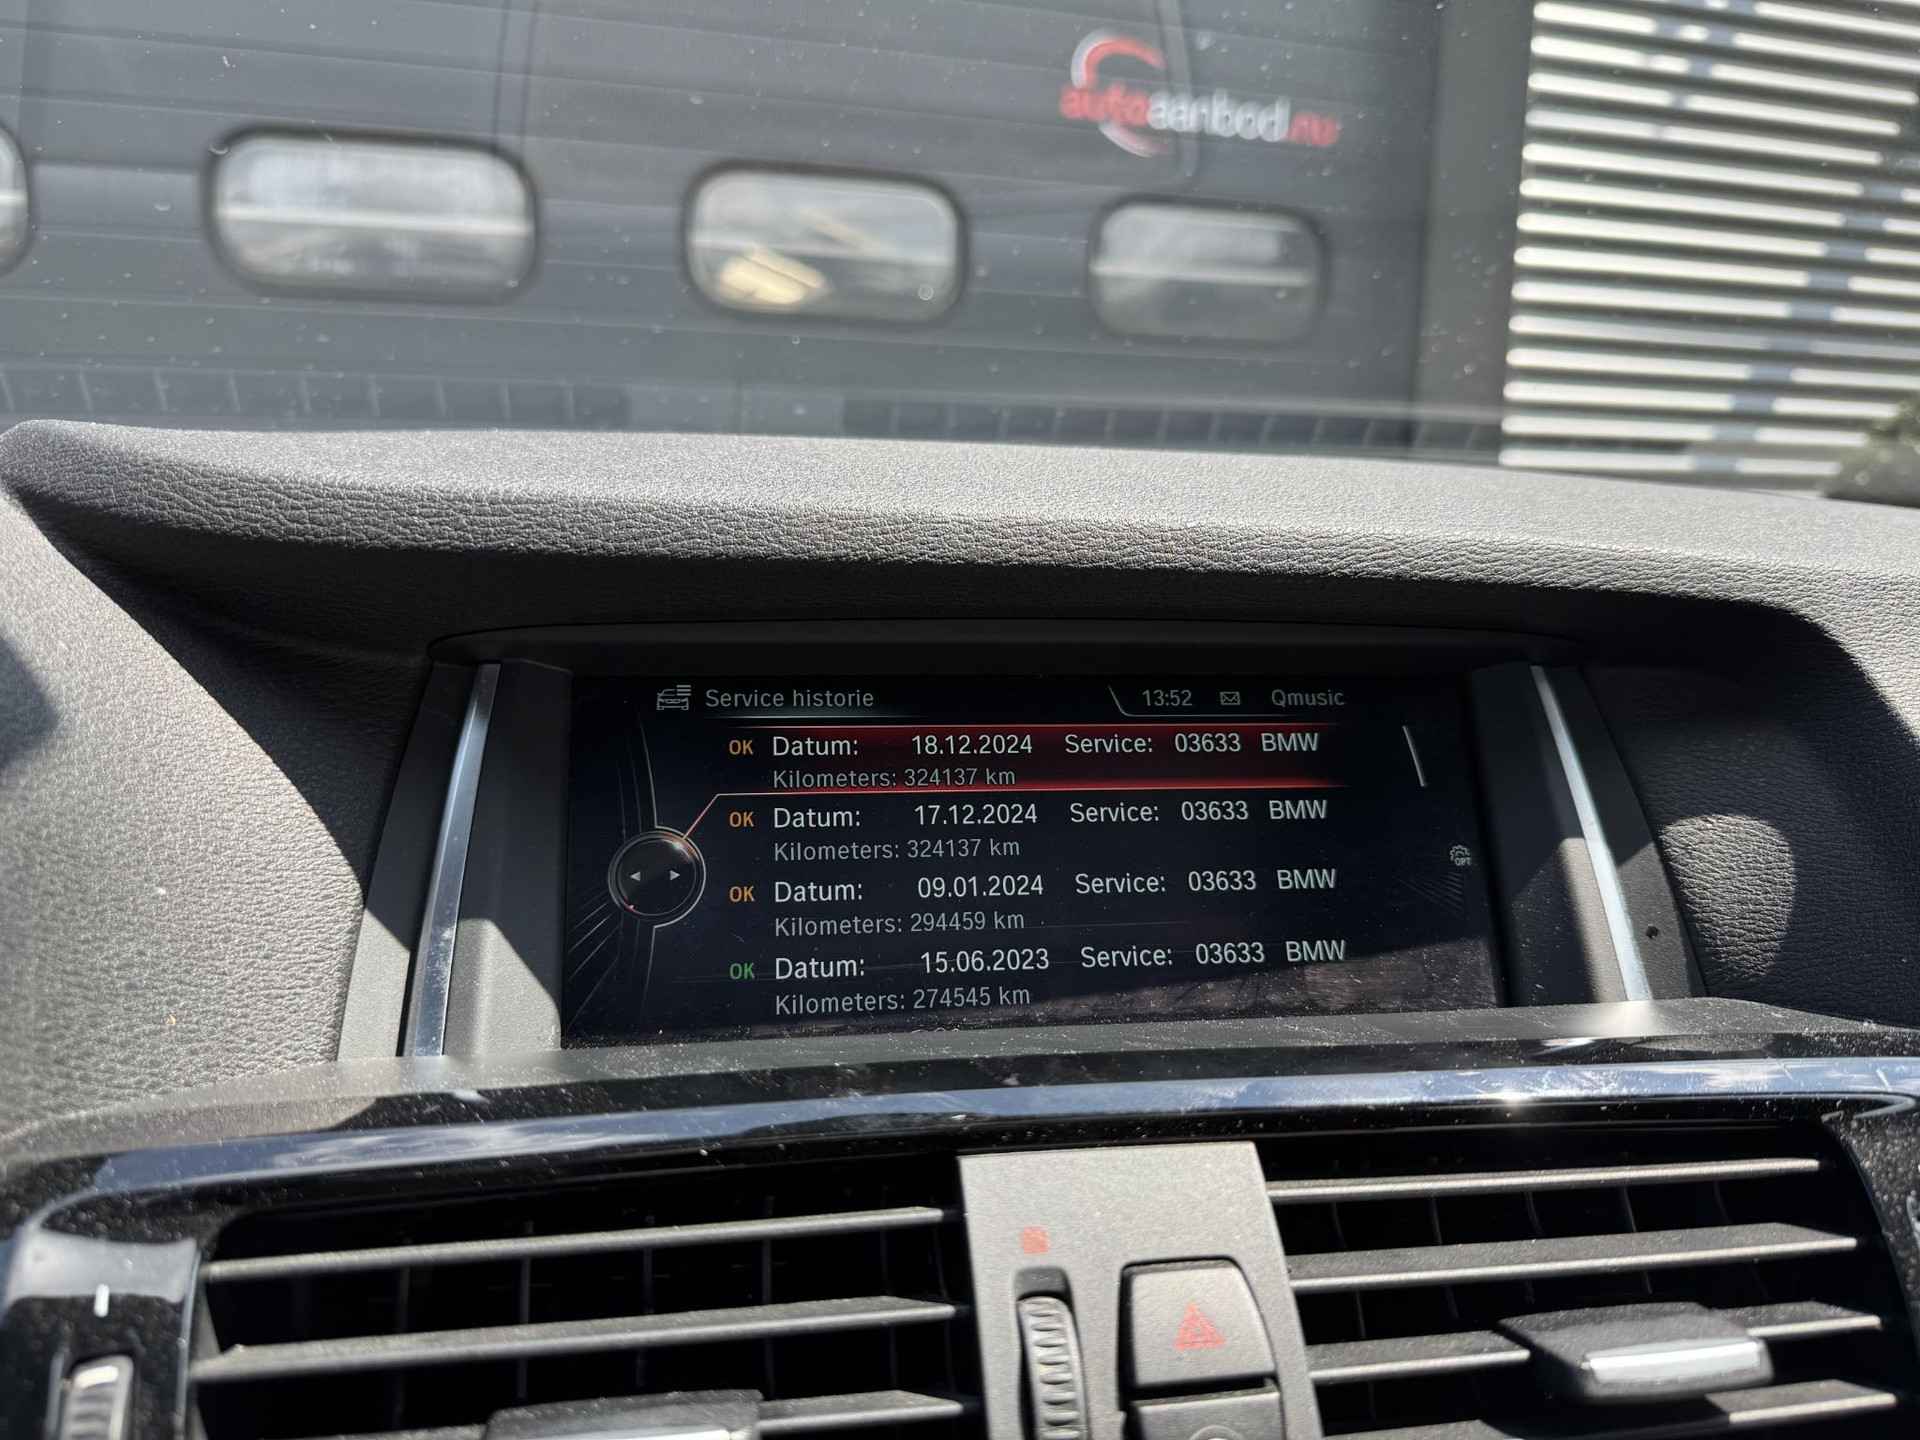 autoaanbod.nu
Service historie 13:52 Qmusic
OK Datum: 18.12.2024 Service: 03633 BMW
Kilometers: 324137 km
OK Datum: 17.12.2024 Service: 03633 BMW
Kilometers: 324137 km
OK Datum: 09.01.2024 Service: 03633 BMW
Kilometers: 294459 km
OPT
OK Datum: 15.06.2023 Service: 03633 BMW
Kilometers: 274545 km